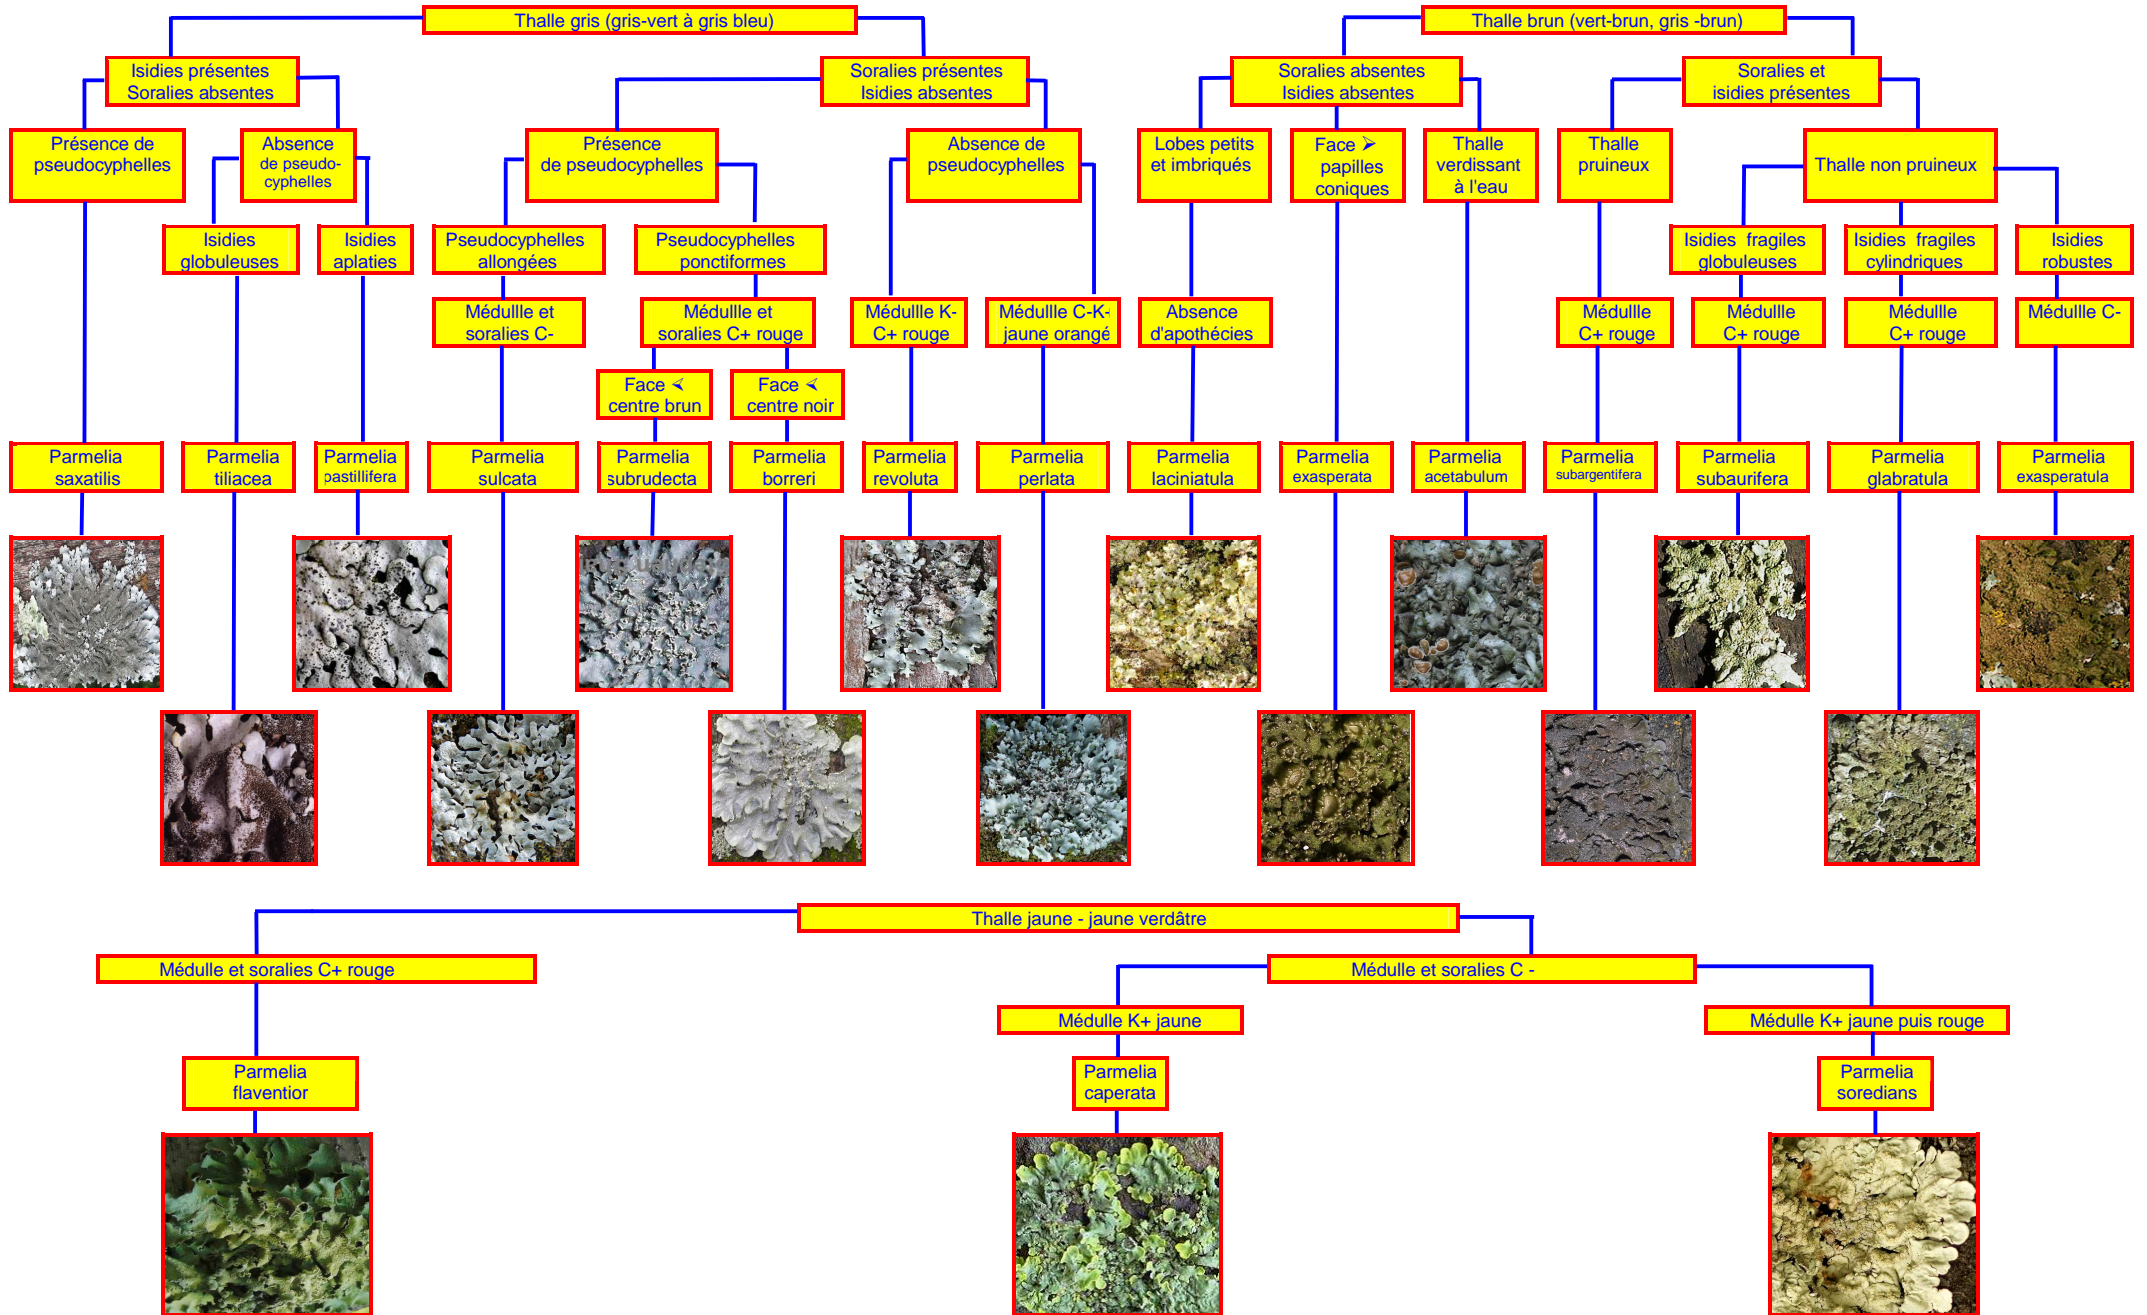 Thalle gris (gris-vert à gris bleu)
Thalle brun (vert-brun, gris -brun)
Isidies présentes
Soralies absentes
Soralies présentes
Isidies absentes
Soralies absentes
Isidies absentes
Soralies et
isidies présentes
Présence de
pseudocyphelles
Absence
de pseudo-
cyphelles
Présence
de pseudocyphelles
Absence de
pseudocyphelles
Lobes petits
et imbriqués
Face ➢
papilles
coniques
Thalle
verdissant
à l'eau
Thalle
pruineux
Thalle non pruineux
Isidies
globuleuses
Isidies
aplaties
Pseudocyphelles
allongées
Pseudocyphelles
ponctiformes
Isidies fragiles
globuleuses
Isidies fragiles
cylindriques
Isidies
robustes
Médullle et
soralies C-
Médullle et
soralies C+ rouge
Médullle K-
C+ rouge
Médullle C-K-
jaune orangé
Absence
d'apothécies
Médullle
C+ rouge
Médullle
C+ rouge
Médullle
C+ rouge
Médullle C-
Face ⮘
centre brun
Face ⮘
centre noir
Parmelia
saxatilis
Parmelia
tiliacea
Parmelia
pastillifera
Parmelia
sulcata
Parmelia
subrudecta
Parmelia
borreri
Parmelia
revoluta
Parmelia
perlata
Parmelia
laciniatula
Parmelia
exasperata
Parmelia
acetabulum
Parmelia
subargentifera
Parmelia
subaurifera
Parmelia
glabratula
Parmelia
exasperatula
Thalle jaune - jaune verdâtre
Médulle et soralies C+ rouge
Médulle et soralies C -
Médulle K+ jaune
Médulle K+ jaune puis rouge
Parmelia
flaventior
Parmelia
caperata
Parmelia
soredians